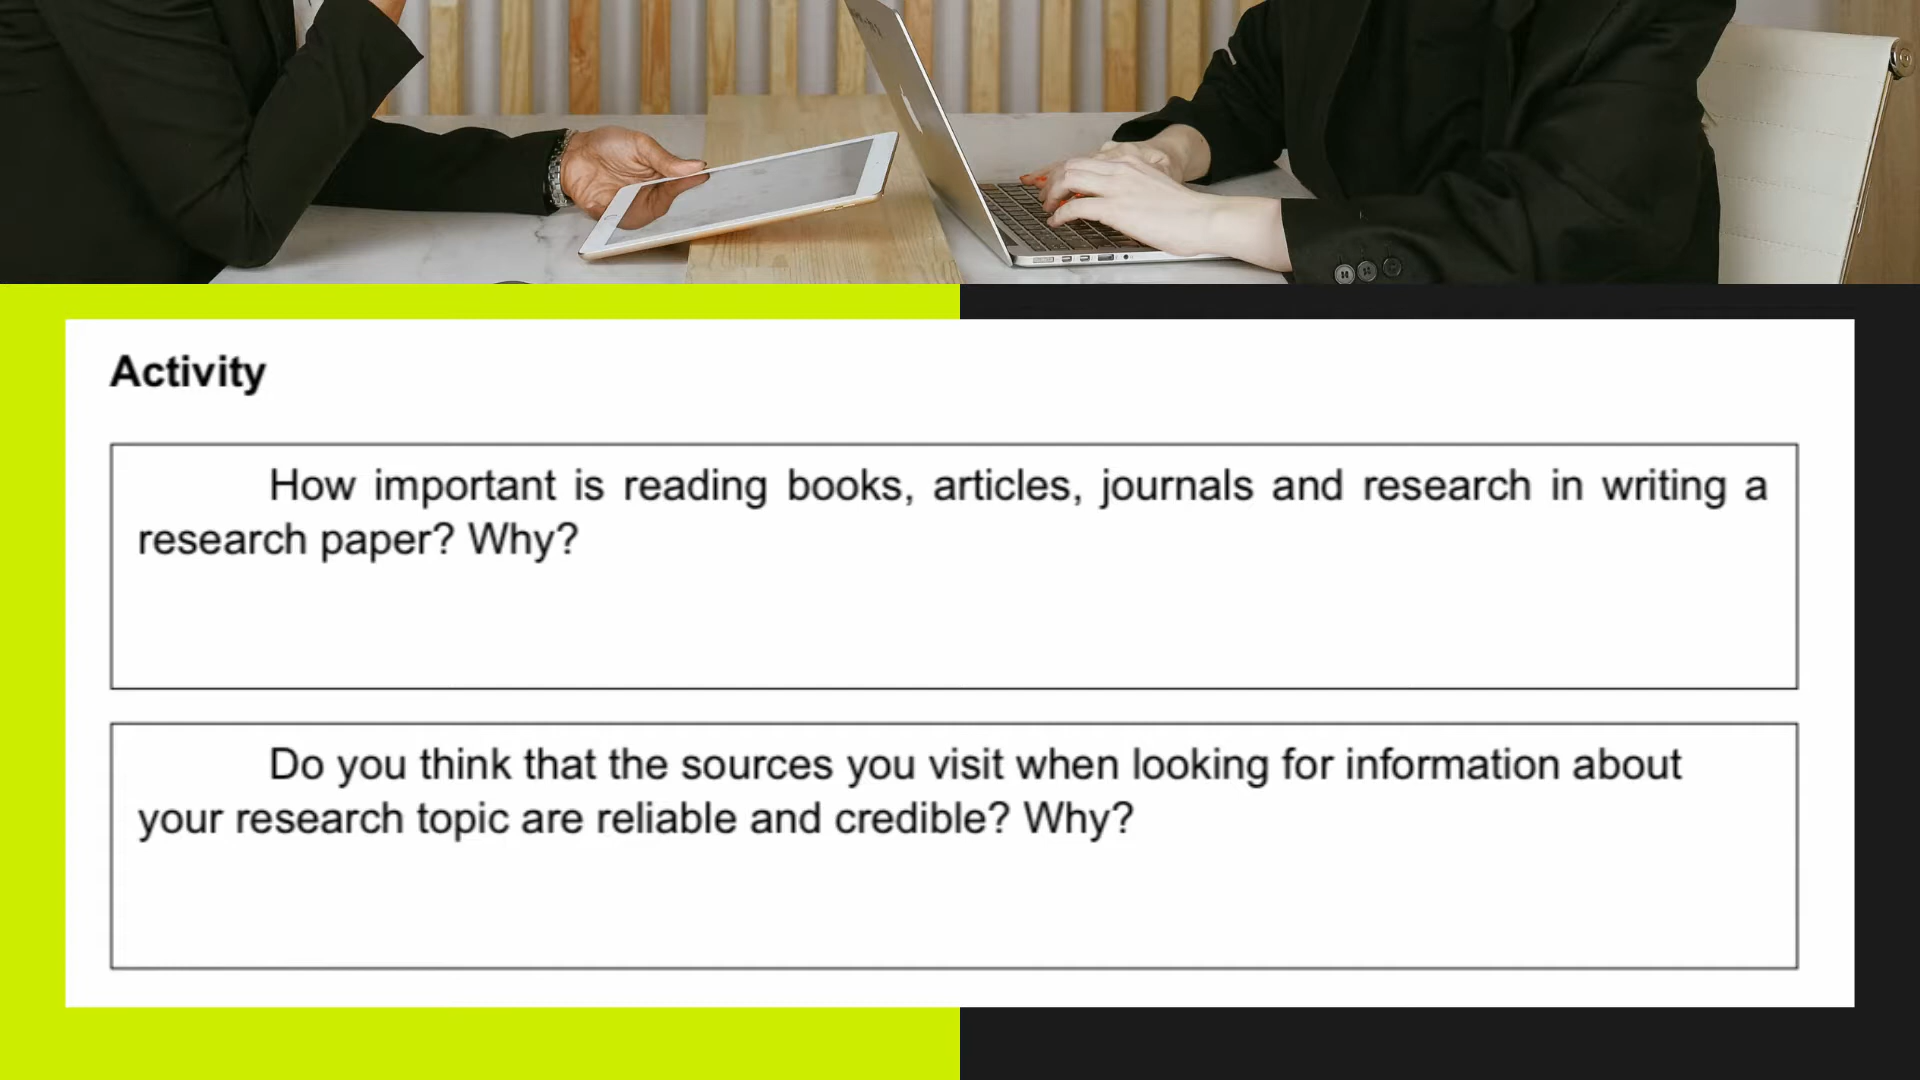 Activity
How important is reading books, articles, journals and research in writing a
research paper? Why?
Do you think that the sources you visit when looking for information about
your research topic are reliable and credible? Why?